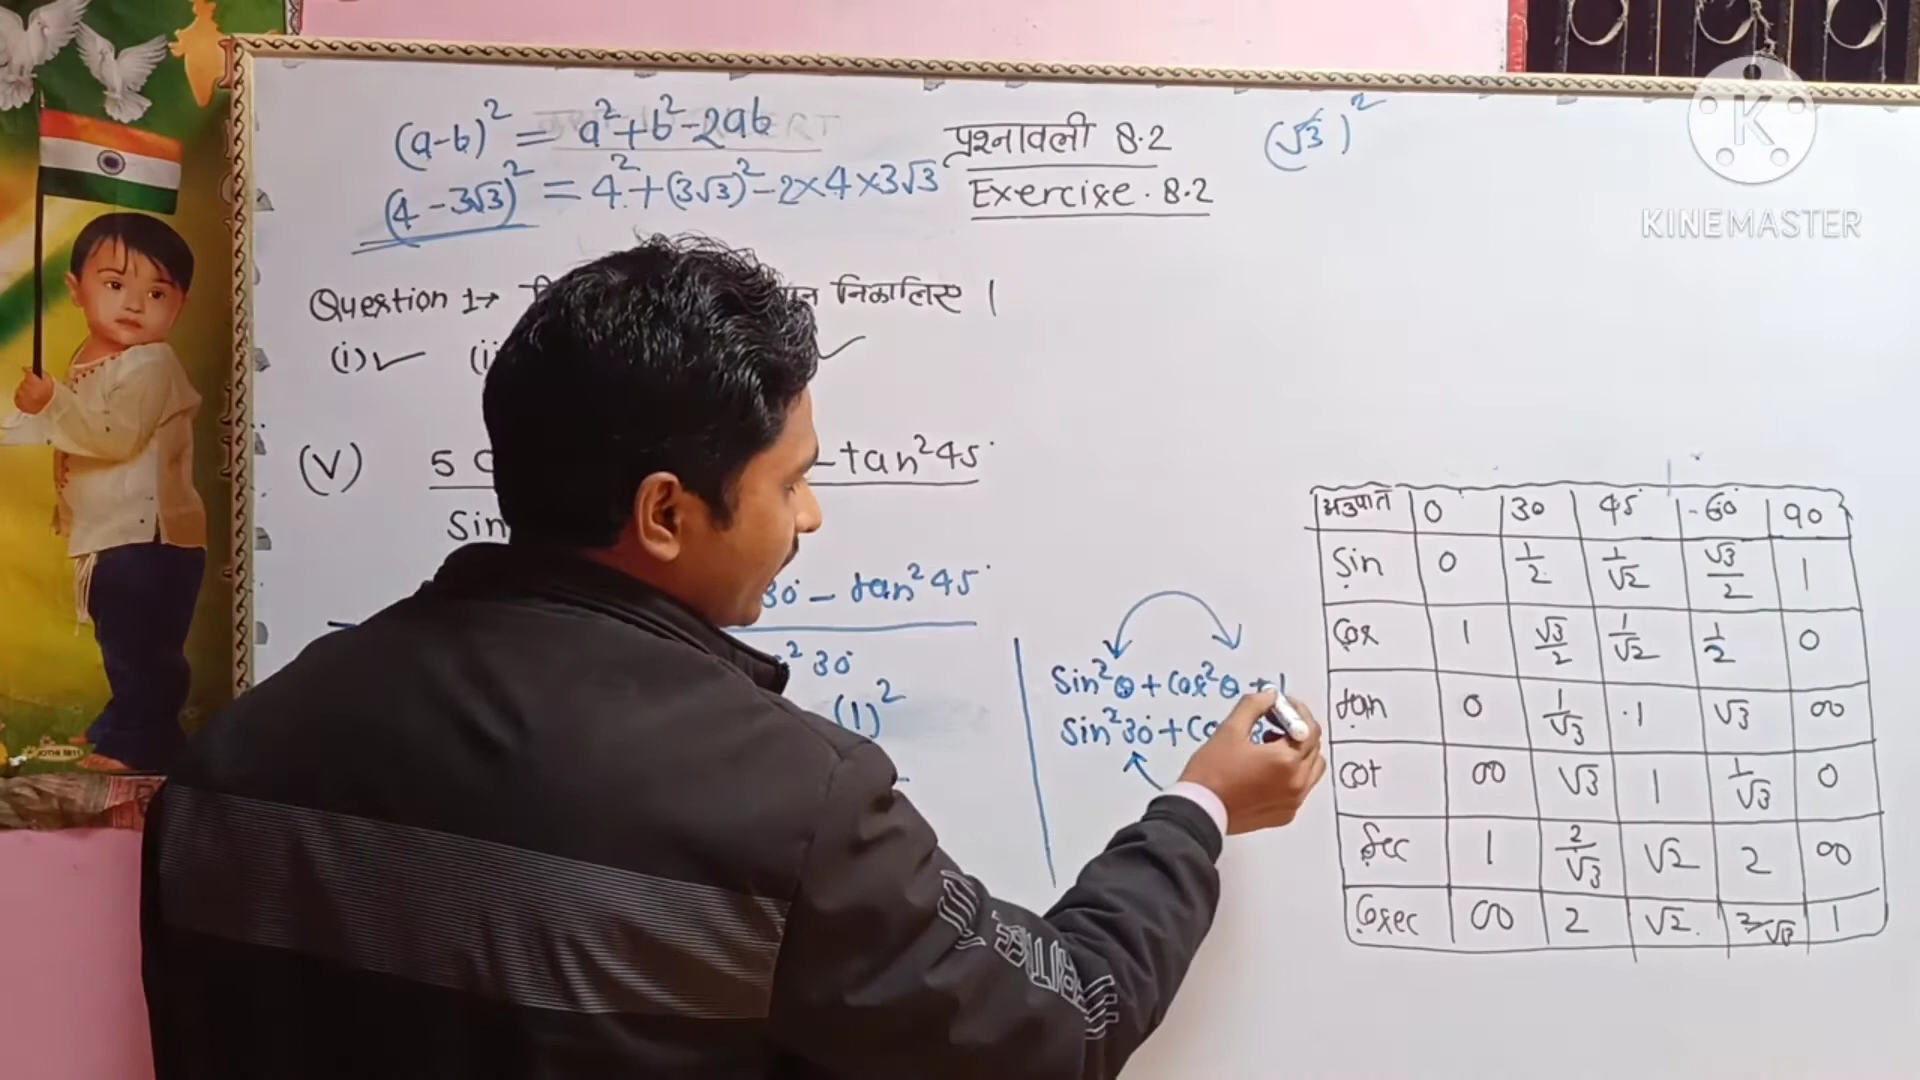 (a-b)² = a²+b²-2ab
(4-3√3)² = 4²+(3√3)²-2×4×3√3
प्रश्नावली 8.2
Exercise. 8.2
(√3)²
KINEMASTER
Question 1→ निकालिए ।
(i)✓ (ii ✓
(V) 5 - tan²45°
Sin
30° - tan²45°
² 30°
(1)²
Sin²θ+Cos²θ = 1
Sin²30°+
अनुपात 0 30 45° 60° 90
Sin 0 1/2 1/√2 √3/2 1
Cos 1 √3/2 1/√2 1/2 0
tan 0 1/√3 1 √3 ∞
Cot ∞ √3 1 1/√3 0
Sec 1 2/√3 √2 2 ∞
Cosec ∞ 2 √2 2/√3 1